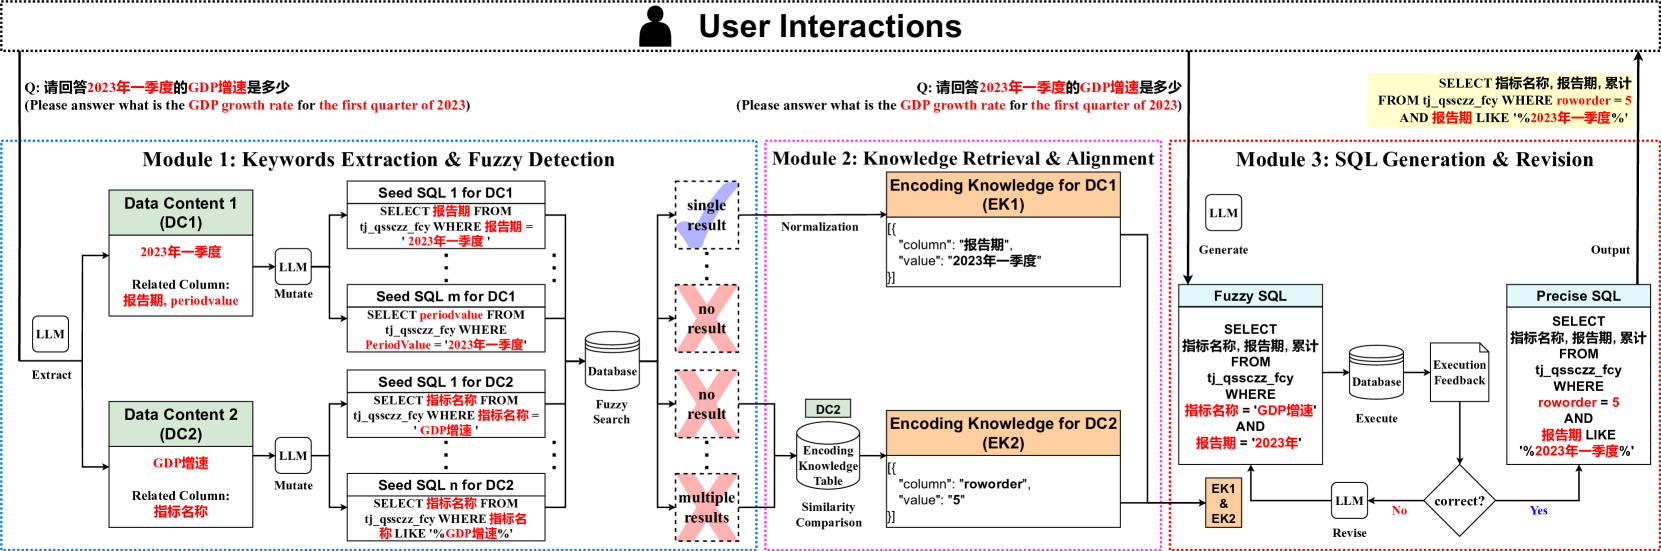 User Interactions
Q: 请回答2023年一季度的GDP增速是多少
(Please answer what is the GDP growth rate for the first quarter of 2023)
Q: 请回答2023年一季度的GDP增速是多少
(Please answer what is the GDP growth rate for the first quarter of 2023)
SELECT 指标名称, 报告期, 累计
FROM tj_qssczz_fcy WHERE roworder = 5
AND 报告期 LIKE '%2023年一季度%'
Module 1: Keywords Extraction & Fuzzy Detection
LLM
Extract
Data Content 1
(DC1)
2023年一季度
Related Column:
报告期, periodvalue
Data Content 2
(DC2)
GDP增速
Related Column:
指标名称
LLM
Mutate
LLM
Mutate
Seed SQL 1 for DC1
SELECT 报告期 FROM
tj_qssczz_fcy WHERE 报告期 =
' 2023年一季度 '
Seed SQL m for DC1
SELECT periodvalue FROM
tj_qssczz_fcy WHERE
PeriodValue = '2023年一季度'
Seed SQL 1 for DC2
SELECT 指标名称 FROM
tj_qssczz_fcy WHERE 指标名称 =
' GDP增速 '
Seed SQL n for DC2
SELECT 指标名称 FROM
tj_qssczz_fcy WHERE 指标名
称 LIKE '%GDP增速%'
Database
Fuzzy
Search
single
result
no
result
no
result
multiple
results
Module 2: Knowledge Retrieval & Alignment
Normalization
Encoding Knowledge for DC1
(EK1)
[{
"column": "报告期",
"value": "2023年一季度"
}]
DC2
Encoding
Knowledge
Table
Similarity
Comparison
Encoding Knowledge for DC2
(EK2)
[{
"column": "roworder",
"value": "5"
}]
Module 3: SQL Generation & Revision
LLM
Generate
Output
Fuzzy SQL
SELECT
指标名称, 报告期, 累计
FROM
tj_qssczz_fcy
WHERE
指标名称 = 'GDP增速'
AND
报告期 = '2023年'
Database
Execute
Execution
Feedback
Precise SQL
SELECT
指标名称, 报告期, 累计
FROM
tj_qssczz_fcy
WHERE
roworder = 5
AND
报告期 LIKE
'%2023年一季度%'
EK1
&
EK2
LLM
Revise
No
correct?
Yes